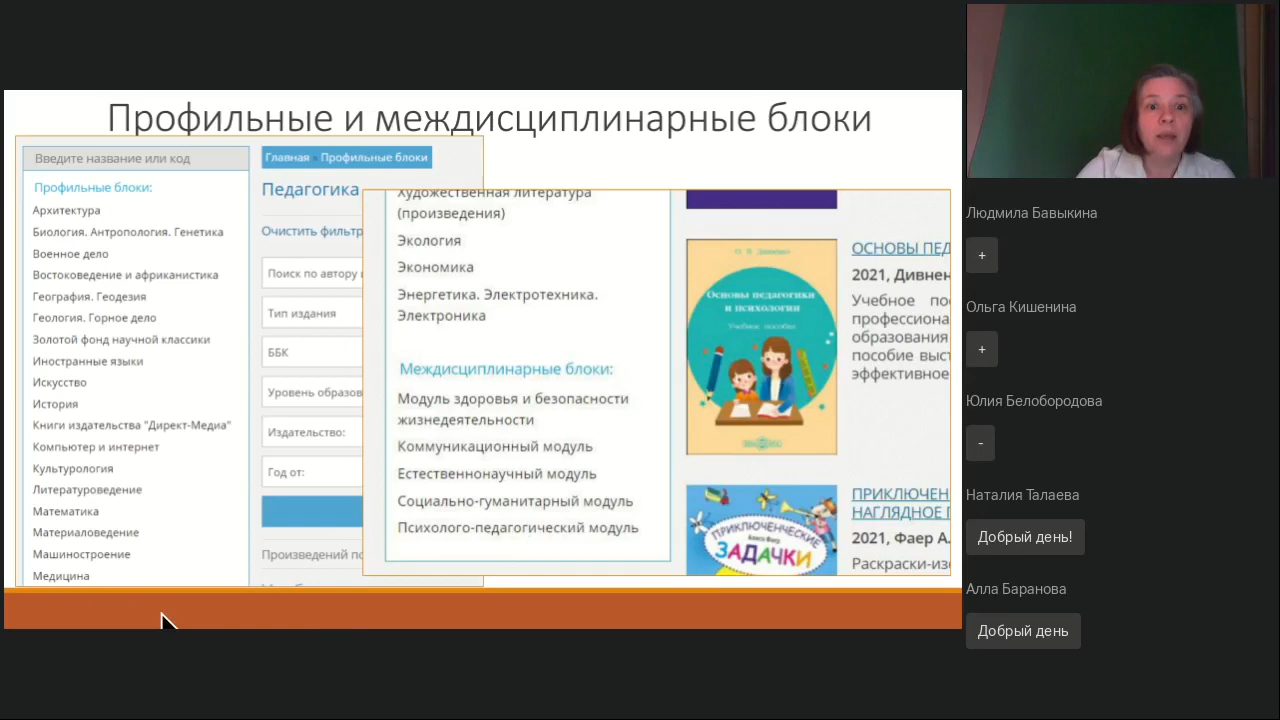 Профильные и междисциплинарные блоки
Введите название или код
Профильные блоки:
Архитектура
Биология. Антропология. Генетика
Военное дело
Востоковедение и африканистика
География. Геодезия
Геология. Горное дело
Золотой фонд научной классики
Иностранные языки
Искусство
История
Книги издательства "Директ-Медиа"
Компьютер и интернет
Культурология
Литературоведение
Математика
Материаловедение
Машиностроение
Медицина
Главная » Профильные блоки
Педагогика
Очистить фильтр
Поиск по автору
Тип издания
ББК
Уровень образов
Издательство:
Год от:
Произведений по
Художественная литература
(произведения)
Экология
Экономика
Энергетика. Электротехника.
Электроника
Междисциплинарные блоки:
Модуль здоровья и безопасности
жизнедеятельности
Коммуникационный модуль
Естественнонаучный модуль
Социально-гуманитарный модуль
Психолого-педагогический модуль
Основы педагогики
и психологии
Учебное пособие
ПРИКЛЮЧЕНЧЕСКИЕ
ЗАДАЧКИ
ОСНОВЫ ПЕД
2021, Дивнен
Учебное пос
профессиона
образования
пособие выст
эффективное
ПРИКЛЮЧЕН
НАГЛЯДНОЕ П
2021, Фаер А.
Раскраски-изо
Людмила Бавыкина
+
Ольга Кишенина
+
Юлия Белобородова
-
Наталия Талаева
Добрый день!
Алла Баранова
Добрый день